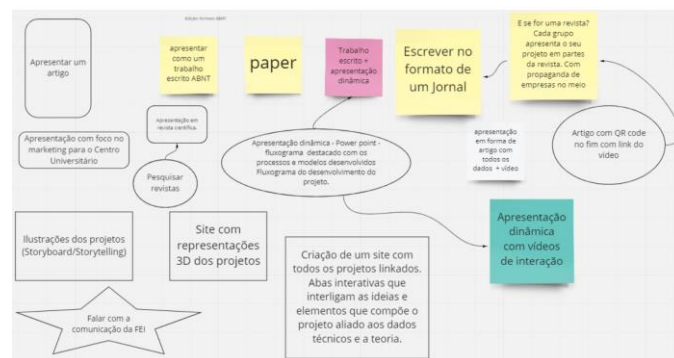 Edição formato ABNT
Apresentar um
artigo
apresentar
como um
trabalho
escrito ABNT
paper
Trabalho
escrito +
apresentação
dinâmica
Escrever no
formato de
um Jornal
E se for uma revista?
Cada grupo
apresenta o seu
projeto em partes
da revista. Com
propaganda de
empresas no meio
Apresentação em
revista científica.
Apresentação com foco no
marketing para o Centro
Universitário
Pesquisar
revistas
Apresentação dinâmica - Power point -
fluxograma destacado com os
processos e modelos desenvolvidos
Fluxograma do desenvolvimento do
projeto.
apresentação
em forma de
artigo com
todos os
dados + vídeo
Artigo com QR code
no fim com link do
video
Ilustrações dos projetos
(Storyboard/Storytelling)
Site com
representações
3D dos projetos
Criação de um site com
todos os projetos linkados.
Abas interativas que
interligam as ideias e
elementos que compõe o
projeto aliado aos dados
técnicos e a teoria.
Apresentação
dinâmica
com vídeos
de interação
Falar com a
comunicação da FEI